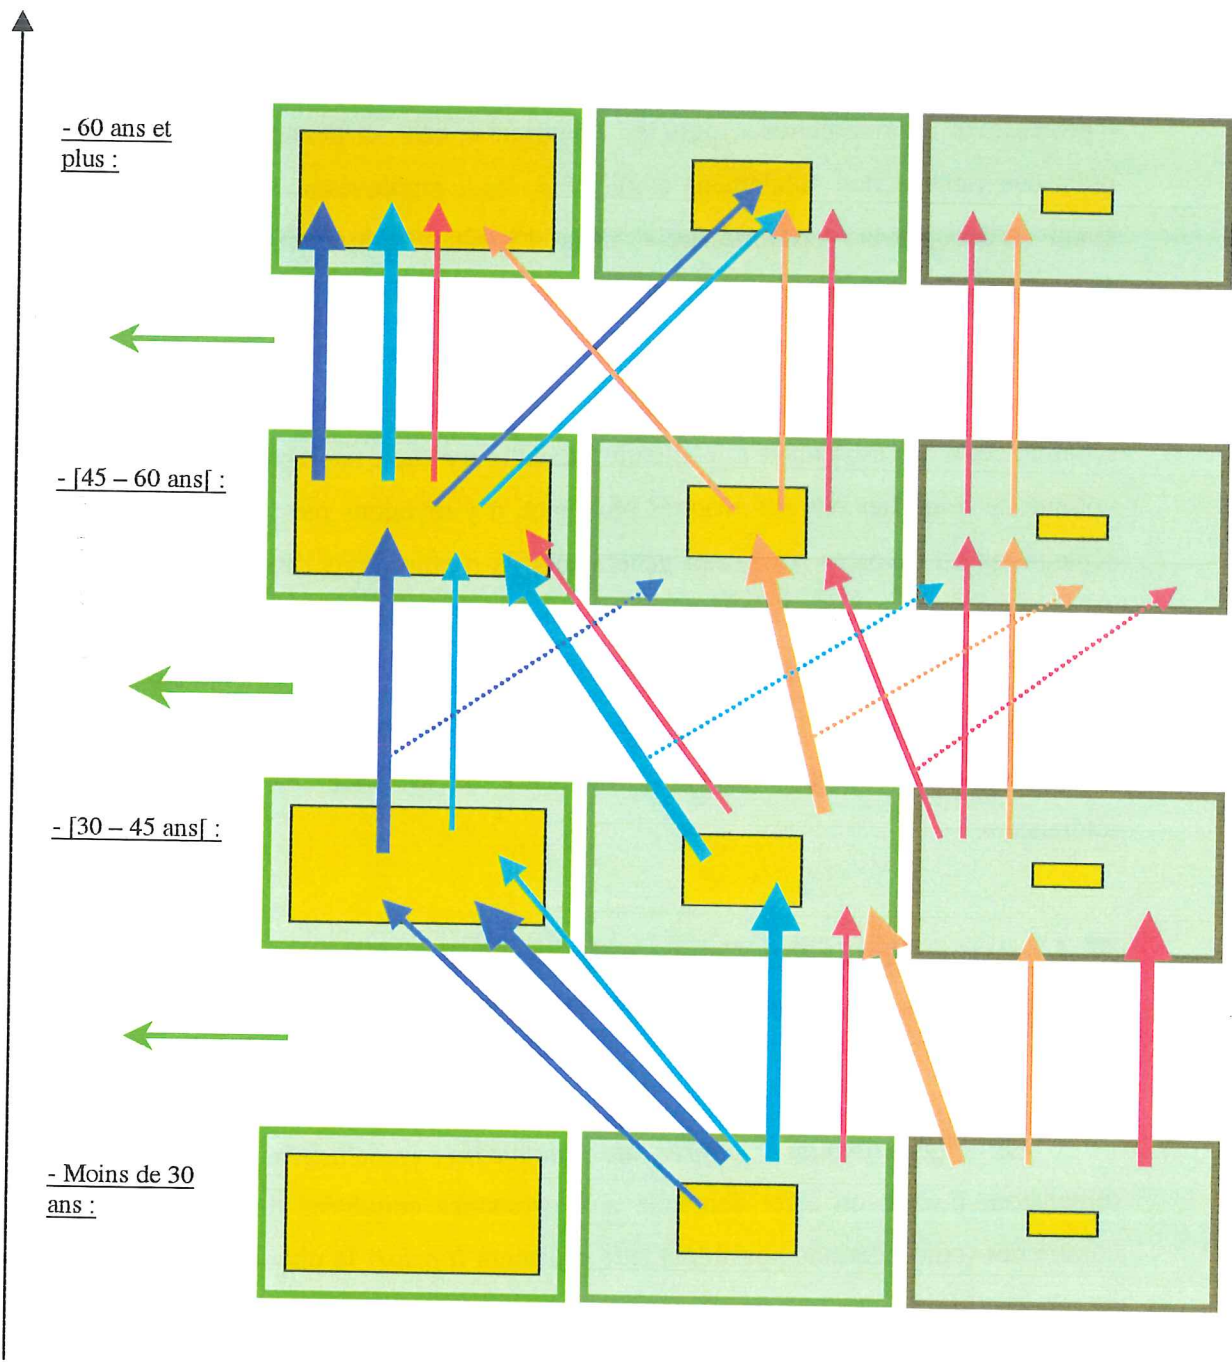 - 60 ans et
plus :
- [45 – 60 ans[ :
- [30 – 45 ans[ :
- Moins de 30
ans :